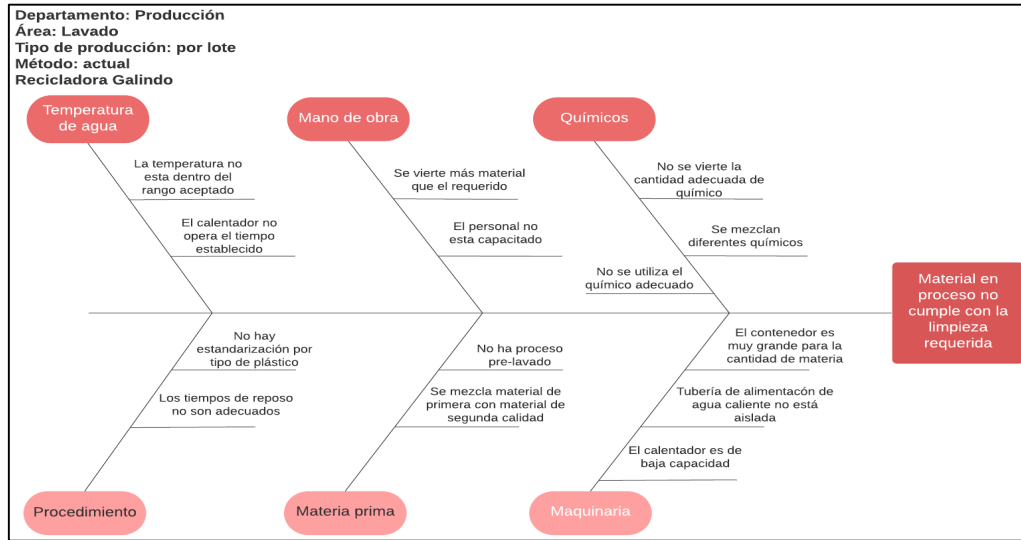 Departamento: Producción
Área: Lavado
Tipo de producción: por lote
Método: actual
Recicladora Galindo
Temperatura
de agua
Mano de obra
Químicos
La temperatura no
esta dentro del
rango aceptado
El calentador no
opera el tiempo
establecido
Se vierte más material
que el requerido
El personal no
esta capacitado
No se vierte la
cantidad adecuada de
químico
Se mezclan
diferentes químicos
No se utiliza el
químico adecuado
Material en
proceso no
cumple con la
limpieza
requerida
No hay
estandarización por
tipo de plástico
Los tiempos de reposo
no son adecuados
No ha proceso
pre-lavado
Se mezcla material de
primera con material de
segunda calidad
El contenedor es
muy grande para la
cantidad de materia
Tubería de alimentacón de
agua caliente no está
aislada
El calentador es de
baja capacidad
Procedimiento
Materia prima
Maquinaria